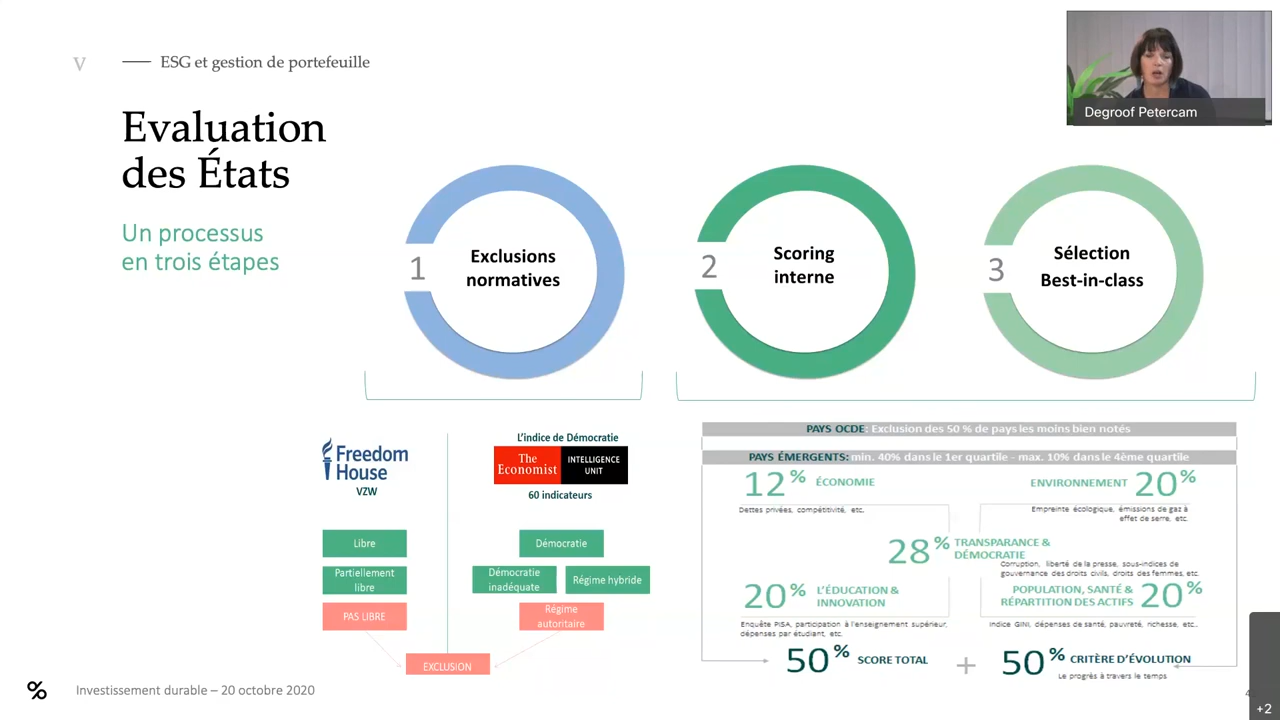 V
ESG et gestion de portefeuille
Degroof Petercam
Evaluation
des États
Un processus
en trois étapes
1
Exclusions
normatives
2
Scoring
interne
3
Sélection
Best-in-class
Freedom
House
VZW
L'indice de Démocratie
The
Economist
INTELLIGENCE
UNIT
60 indicateurs
Libre
Démocratie
Partiellement
libre
Démocratie
inadéquate
Régime hybride
PAS LIBRE
Régime
autoritaire
EXCLUSION
PAYS OCDE: Exclusion des 50 % de pays les moins bien notés
PAYS ÉMERGENTS: min. 40% dans le 1er quartile - max. 10% dans le 4ème quartile
12% ÉCONOMIE
Dettes privées, compétitivité, etc.
ENVIRONNEMENT 20%
Empreinte écologique, émissions de gaz à
effet de serre, etc.
28% TRANSPARANCE &
DÉMOCRATIE
Corruption, liberté de la presse, sous-indices de
gouvernance des droits civils, droits des femmes, etc.
20% L'ÉDUCATION &
INNOVATION
Enquête PISA, participation à l'enseignement supérieur,
dépenses par étudiant, etc.
POPULATION, SANTÉ &
RÉPARTITION DES ACTIFS 20%
Indice GINI, dépenses de santé, pauvreté, richesse, etc..
50% SCORE TOTAL
+
50% CRITÈRE D'ÉVOLUTION
Le progrès à travers le temps
%
Investissement durable – 20 octobre 2020
+2